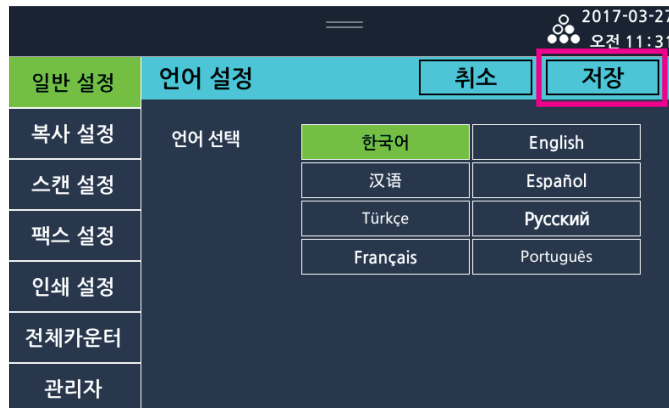 2017-03-27
오전 11:31
일반 설정
언어 설정
취소
저장
복사 설정
언어 선택
한국어
English
스캔 설정
汉语
Español
팩스 설정
Türkçe
Русский
Français
Português
인쇄 설정
전체카운터
관리자